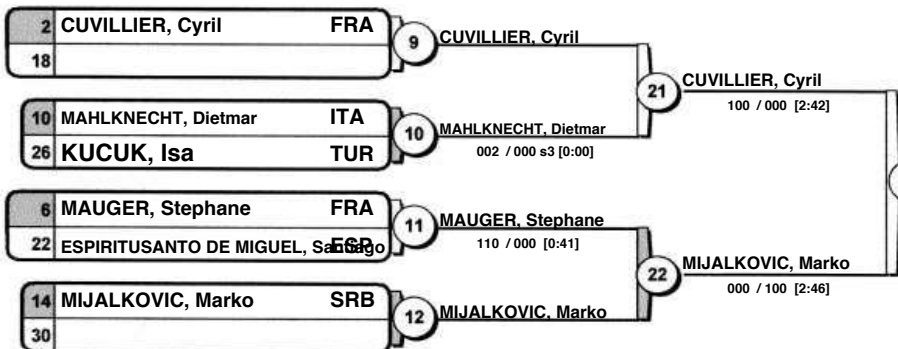 2 CUVILLIER, Cyril FRA
18
9
CUVILLIER, Cyril
10 MAHLKNECHT, Dietmar ITA
26 KUCUK, Isa TUR
10
MAHLKNECHT, Dietmar
002 / 000 s3 [0:00]
21
CUVILLIER, Cyril
100 / 000 [2:42]
6 MAUGER, Stephane FRA
22 ESPIRITUSANTO DE MIGUEL, Santiago ESP
11
MAUGER, Stephane
110 / 000 [0:41]
14 MIJALKOVIC, Marko SRB
30
12
MIJALKOVIC, Marko
22
MIJALKOVIC, Marko
000 / 100 [2:46]